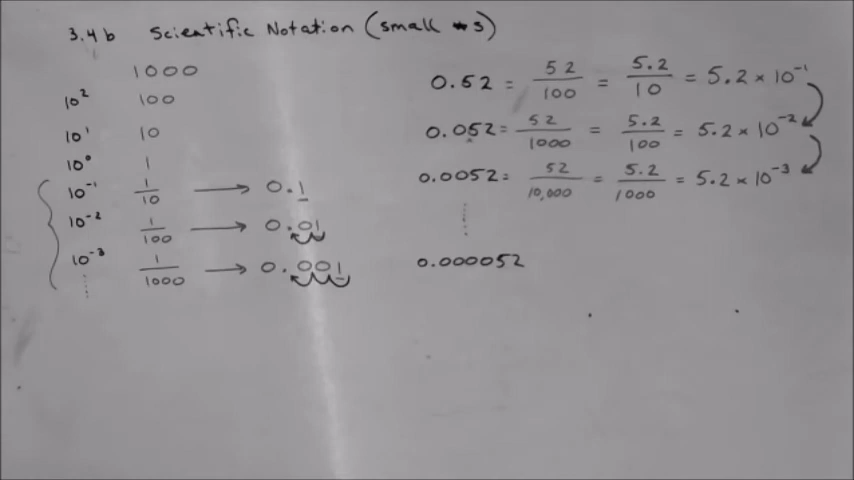 3.4b Scientific Notation (small #s)
1000
10² 100
10¹ 10
10⁰ 1
10⁻¹ 1/10 → 0.1
10⁻² 1/100 → 0.01
10⁻³ 1/1000 → 0.001
0.52 = 52/100 = 5.2/10 = 5.2 × 10⁻¹
0.052 = 52/1000 = 5.2/100 = 5.2 × 10⁻²
0.0052 = 52/10,000 = 5.2/1000 = 5.2 × 10⁻³
0.000052